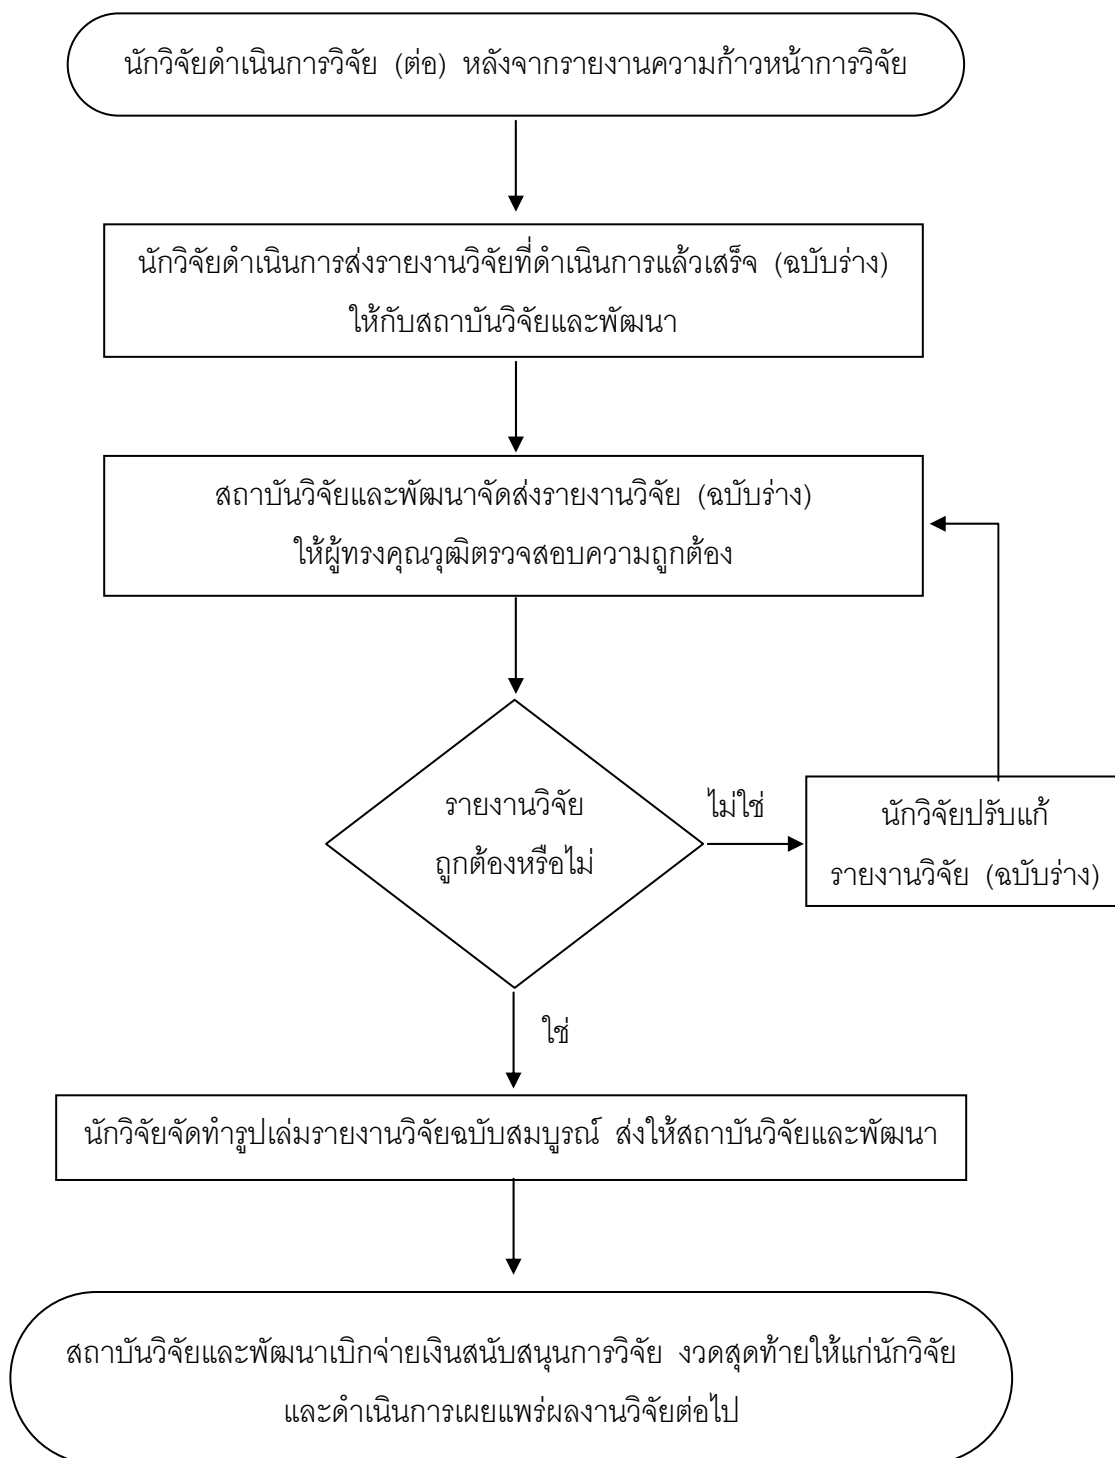 นักวิจัยดำเนินการวิจัย (ต่อ) หลังจากรายงานความก้าวหน้าการวิจัย
นักวิจัยดำเนินการส่งรายงานวิจัยที่ดำเนินการแล้วเสร็จ (ฉบับร่าง)
ให้กับสถาบันวิจัยและพัฒนา
สถาบันวิจัยและพัฒนาจัดส่งรายงานวิจัย (ฉบับร่าง)
ให้ผู้ทรงคุณวุฒิตรวจสอบความถูกต้อง
รายงานวิจัย
ถูกต้องหรือไม่
ไม่ใช่
นักวิจัยปรับแก้
รายงานวิจัย (ฉบับร่าง)
ใช่
นักวิจัยจัดทำรูปเล่มรายงานวิจัยฉบับสมบูรณ์ ส่งให้สถาบันวิจัยและพัฒนา
สถาบันวิจัยและพัฒนาเบิกจ่ายเงินสนับสนุนการวิจัย งวดสุดท้ายให้แก่นักวิจัย
และดำเนินการเผยแพร่ผลงานวิจัยต่อไป